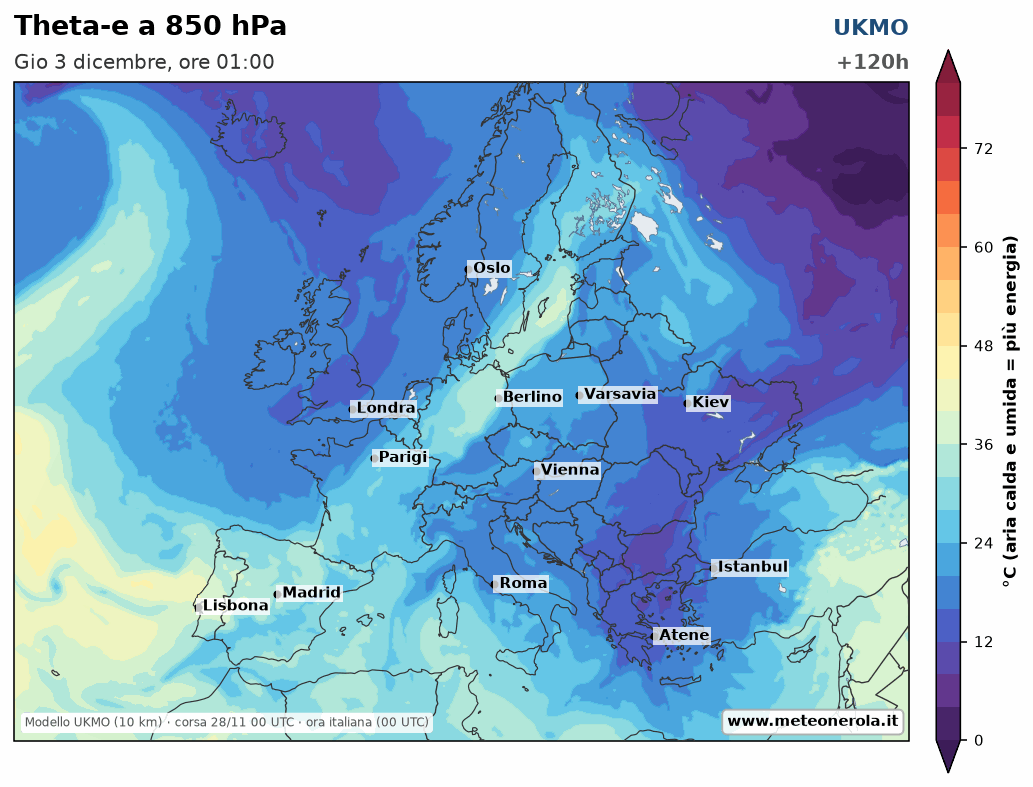 Theta-e a 850 hPa
UKMO
Gio 3 dicembre, ore 01:00
+120h
Oslo
Londra
Berlino
Varsavia
Kiev
Parigi
Vienna
Istanbul
Roma
Madrid
Lisbona
Atene
Modello UKMO (10 km) · corsa 28/11 00 UTC · ora italiana (00 UTC)
www.meteonerola.it
72
60
48
36
24
12
0
°C (aria calda e umida = più energia)